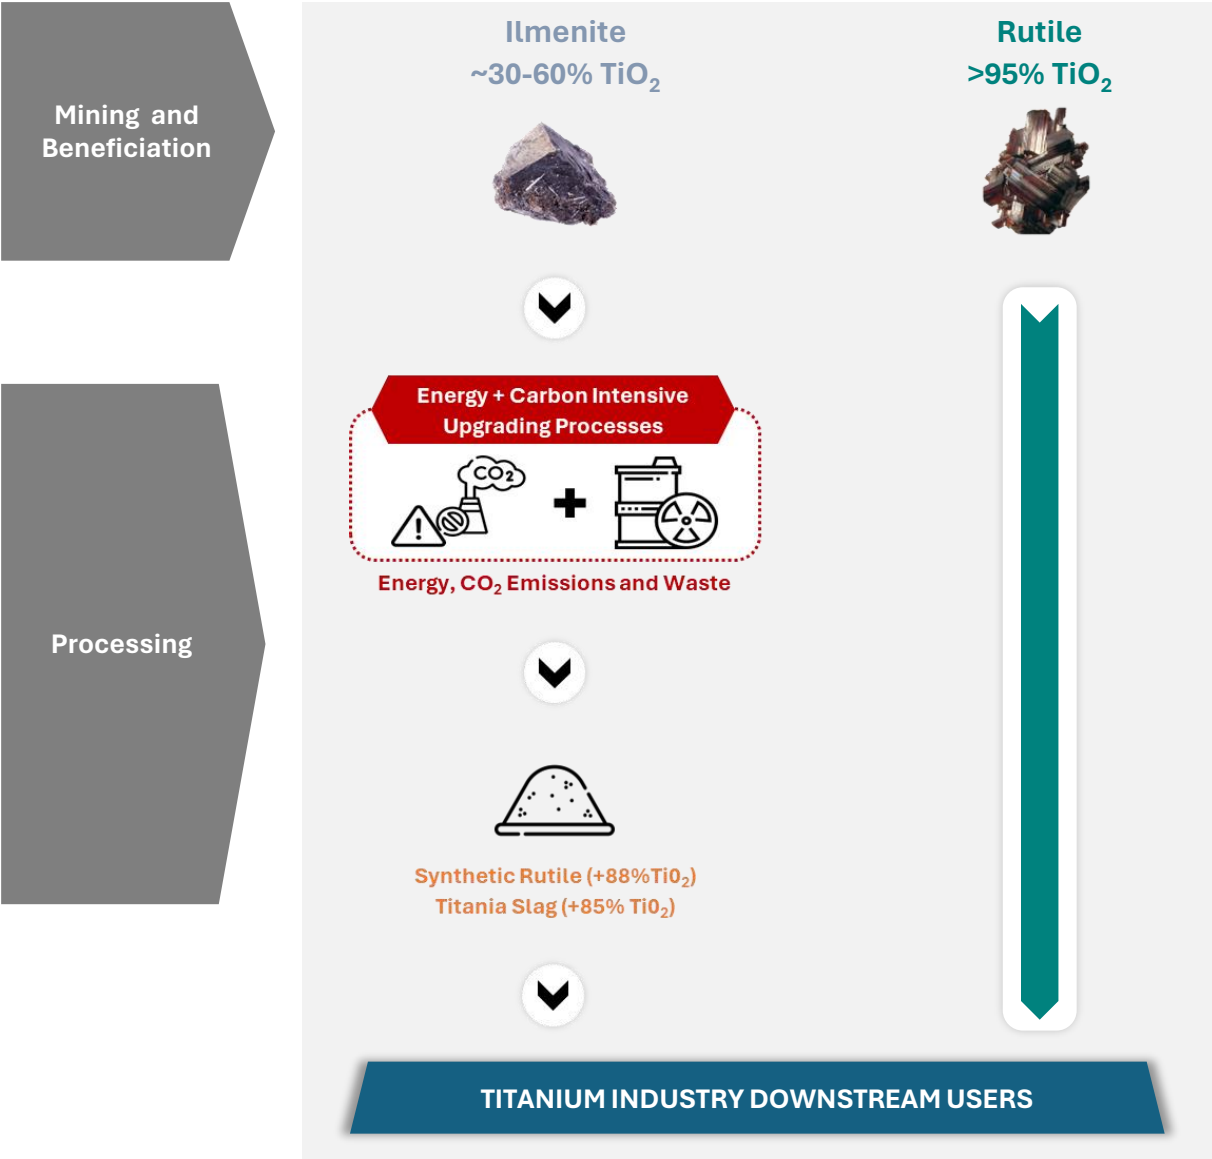 Mining and
Beneficiation
Ilmenite
~30-60% TiO₂
Rutile
>95% TiO₂
Processing
Energy + Carbon Intensive
Upgrading Processes
CO₂
Energy, CO₂ Emissions and Waste
Synthetic Rutile (+88%Ti0₂)
Titania Slag (+85% Ti0₂)
TITANIUM INDUSTRY DOWNSTREAM USERS